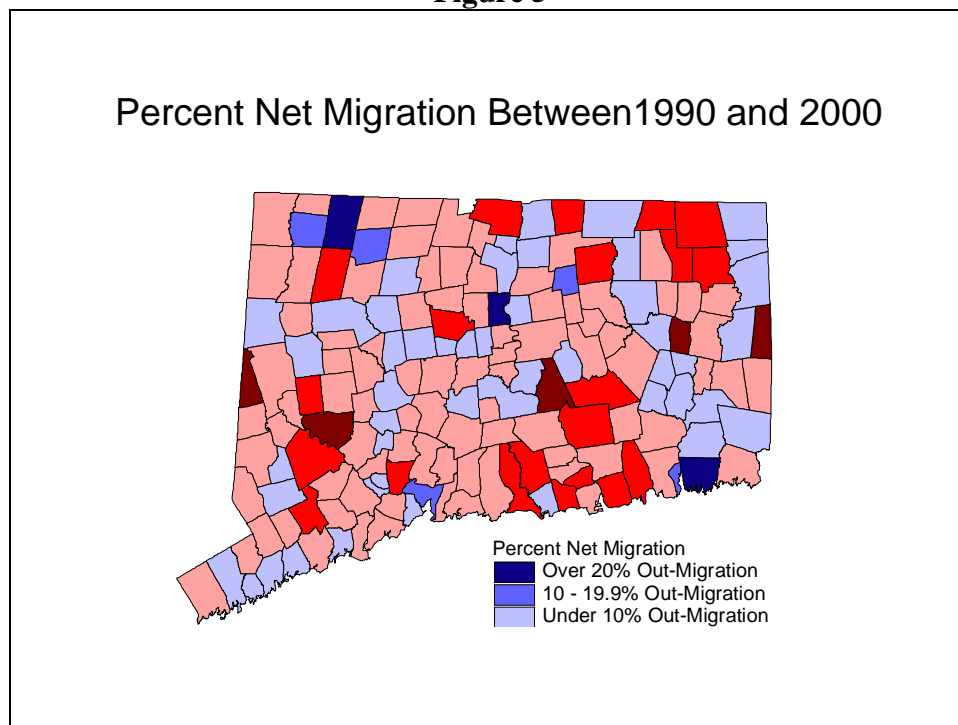 Percent Net Migration Between1990 and 2000
Percent Net Migration
Over 20% Out-Migration
10 - 19.9% Out-Migration
Under 10% Out-Migration